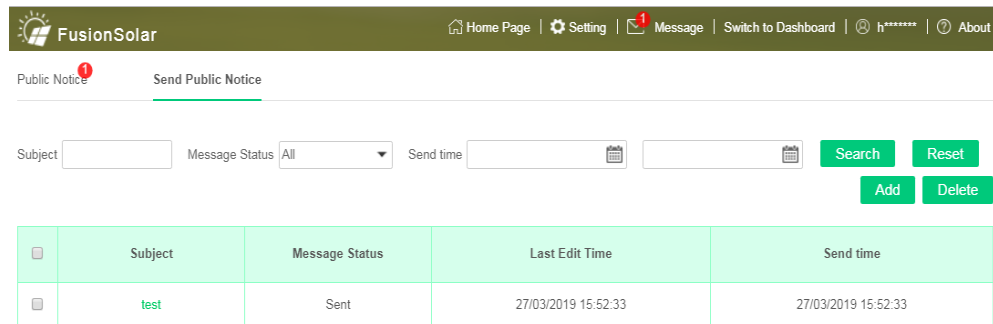 FusionSolar
Home Page | Setting | 1 Message | Switch to Dashboard | h******* | ? About
Public Notice 1 Send Public Notice
Subject Message Status All Send time Search Reset
Add Delete
Subject Message Status Last Edit Time Send time
test Sent 27/03/2019 15:52:33 27/03/2019 15:52:33